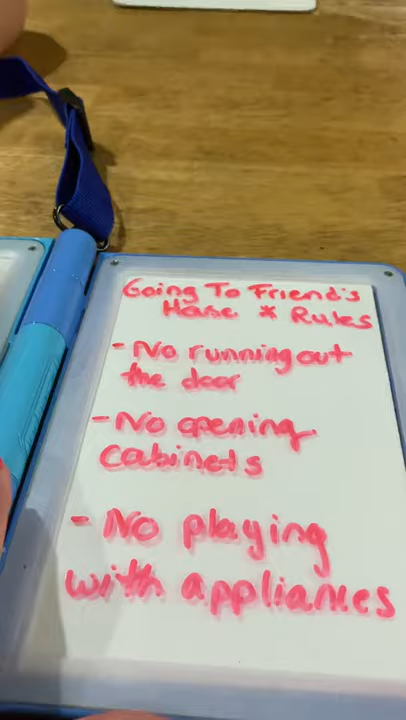 Going To Friend's
House * Rules
- No running out
the door
- No opening
cabinets
- No playing
with appliances